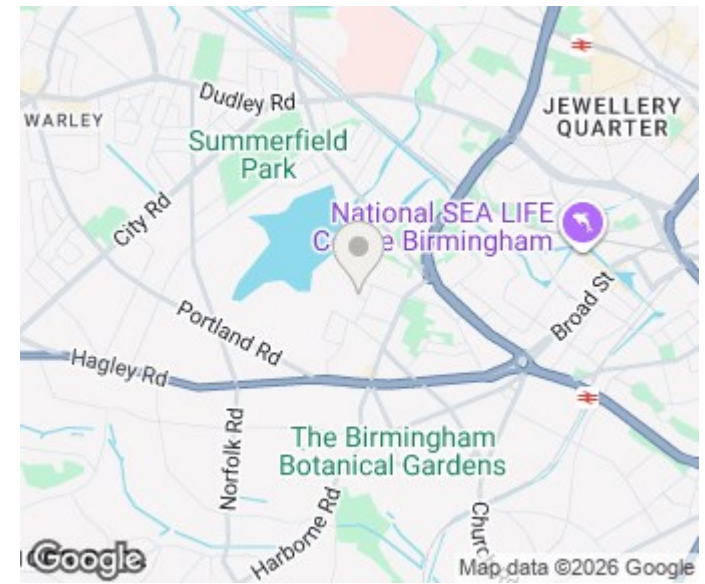 Dudley Rd
WARLEY
JEWELLERY
QUARTER
Summerfield
Park
City Rd
National SEA LIFE
Birmingham
Broad St
Portland Rd
Hagley Rd
Norfolk Rd
The Birmingham
Botanical Gardens
Harborne Rd
Google
Map data ©2026 Google